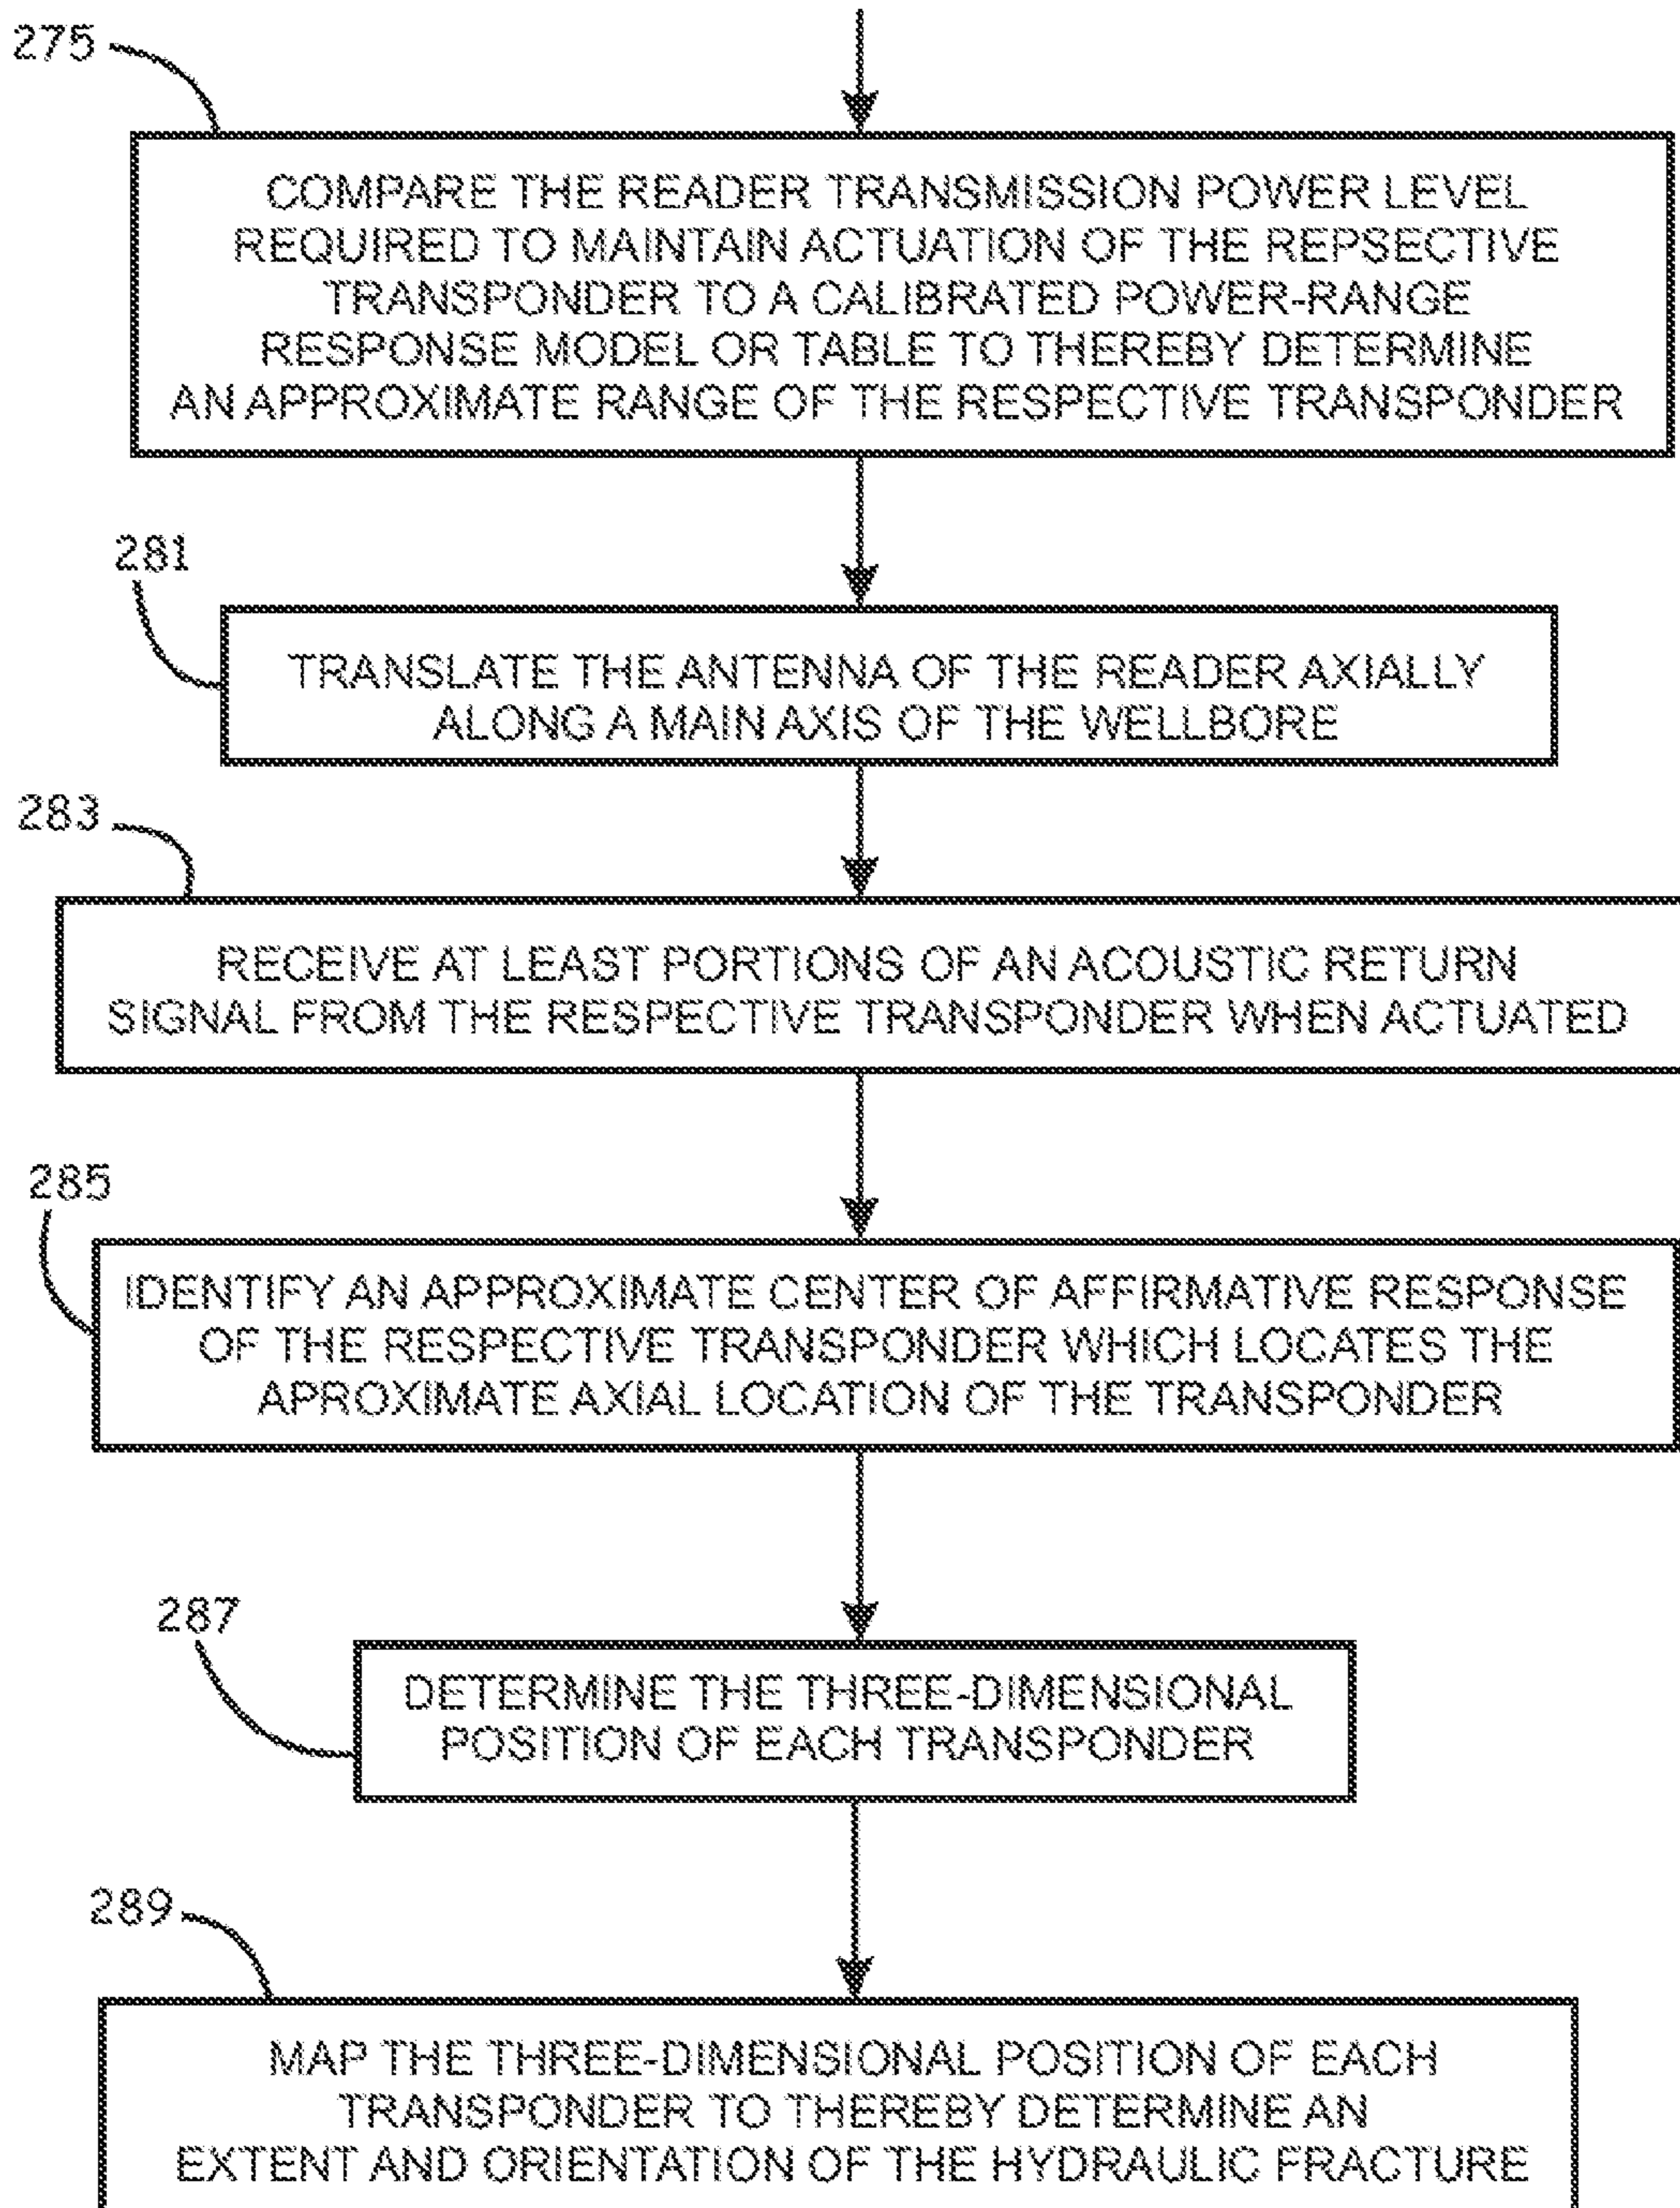 275
COMPARE THE READER TRANSMISSION POWER LEVEL
REQUIRED TO MAINTAIN ACTUATION OF THE REPSECTIVE
TRANSPONDER TO A CALIBRATED POWER-RANGE
RESPONSE MODEL OR TABLE TO THEREBY DETERMINE
AN APPROXIMATE RANGE OF THE RESPECTIVE TRANSPONDER
281
TRANSLATE THE ANTENNA OF THE READER AXIALLY
ALONG A MAIN AXIS OF THE WELLBORE
283
RECEIVE AT LEAST PORTIONS OF AN ACOUSTIC RETURN
SIGNAL FROM THE RESPECTIVE TRANSPONDER WHEN ACTUATED
285
IDENTIFY AN APPROXIMATE CENTER OF AFFIRMATIVE RESPONSE
OF THE RESPECTIVE TRANSPONDER WHICH LOCATES THE
APROXIMATE AXIAL LOCATION OF THE TRANSPONDER
287
DETERMINE THE THREE-DIMENSIONAL
POSITION OF EACH TRANSPONDER
289
MAP THE THREE-DIMENSIONAL POSITION OF EACH
TRANSPONDER TO THEREBY DETERMINE AN
EXTENT AND ORIENTATION OF THE HYDRAULIC FRACTURE